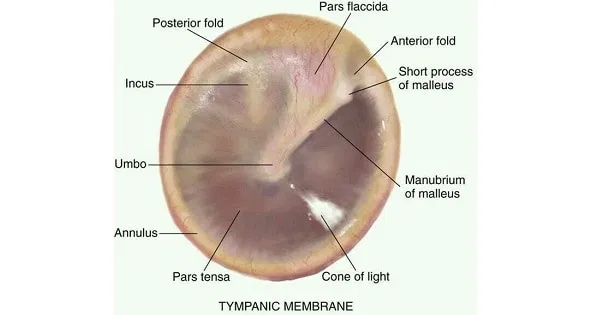 Pars flaccida
Posterior fold
Anterior fold
Incus
Short process
of malleus
Umbo
Manubrium
of malleus
Annulus
Pars tensa
Cone of light
TYMPANIC MEMBRANE